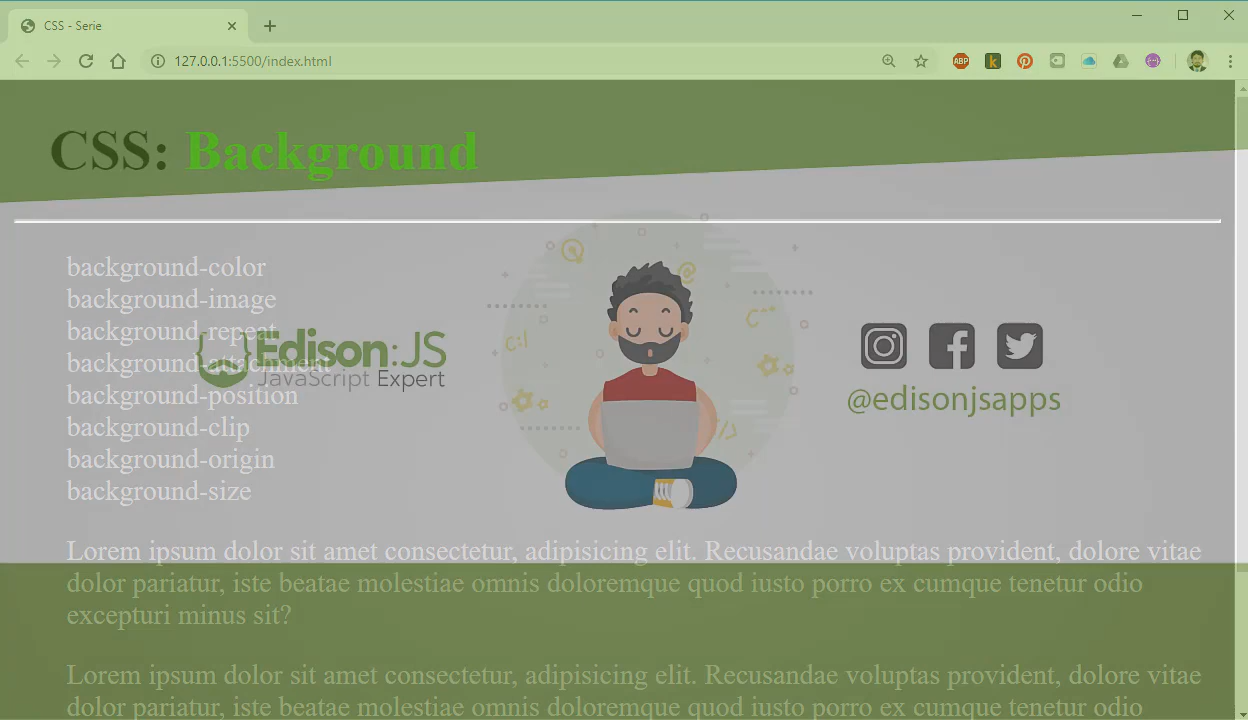 CSS - Serie
127.0.0.1:5500/index.html
ABP
k
CSS: Background
background-color
background-image
background-repeat
background-attachment
background-position
background-clip
background-origin
background-size
{ } Edison:JS
JavaScript Expert
Q
@
C:\
C^"
</>
@edisonjsapps
Lorem ipsum dolor sit amet consectetur, adipisicing elit. Recusandae voluptas provident, dolore vitae
dolor pariatur, iste beatae molestiae omnis doloremque quod iusto porro ex cumque tenetur odio
excepturi minus sit?
Lorem ipsum dolor sit amet consectetur, adipisicing elit. Recusandae voluptas provident, dolore vitae
dolor pariatur, iste beatae molestiae omnis doloremque quod iusto porro ex cumque tenetur odio